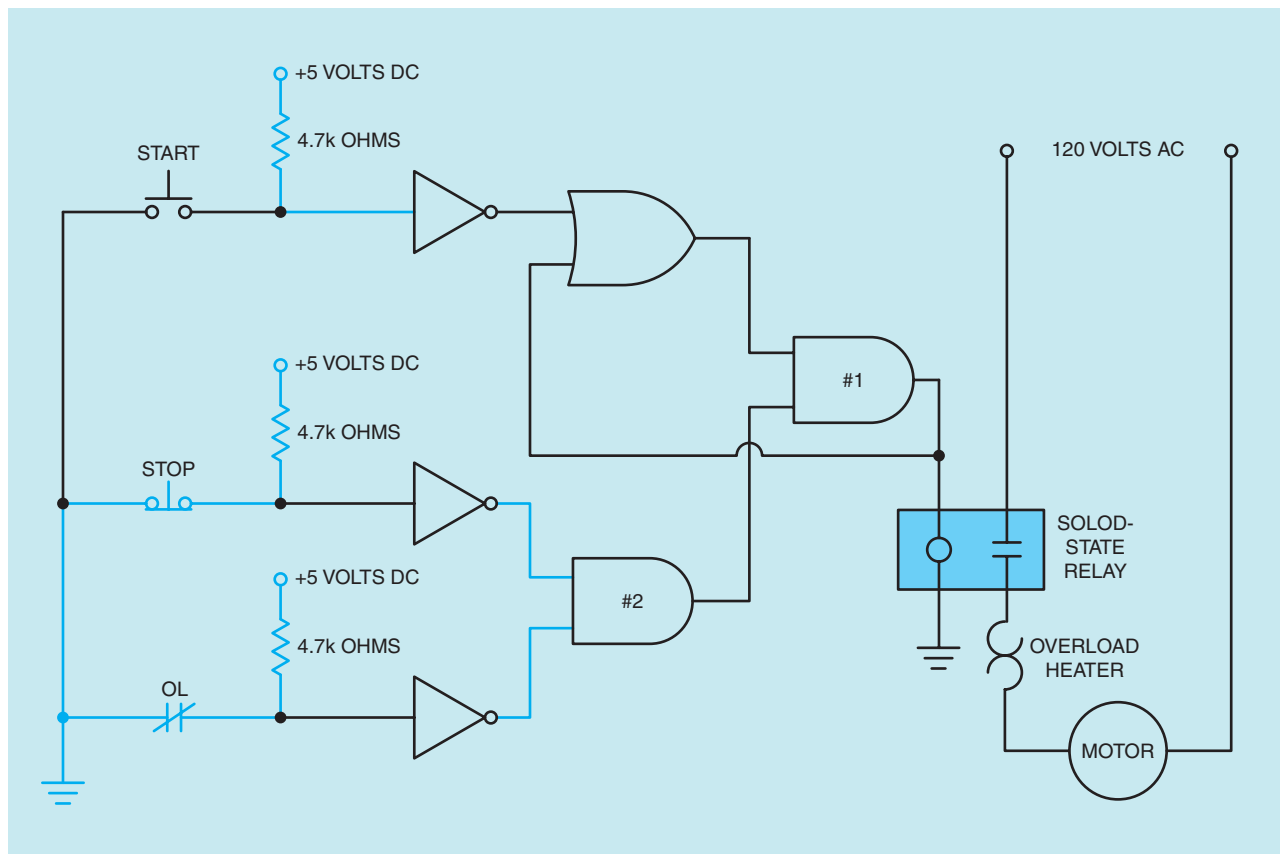 +5 VOLTS DC
4.7k OHMS
START
120 VOLTS AC
#1
+5 VOLTS DC
4.7k OHMS
STOP
SOLOD-
STATE
RELAY
+5 VOLTS DC
#2
4.7k OHMS
OVERLOAD
HEATER
OL
MOTOR